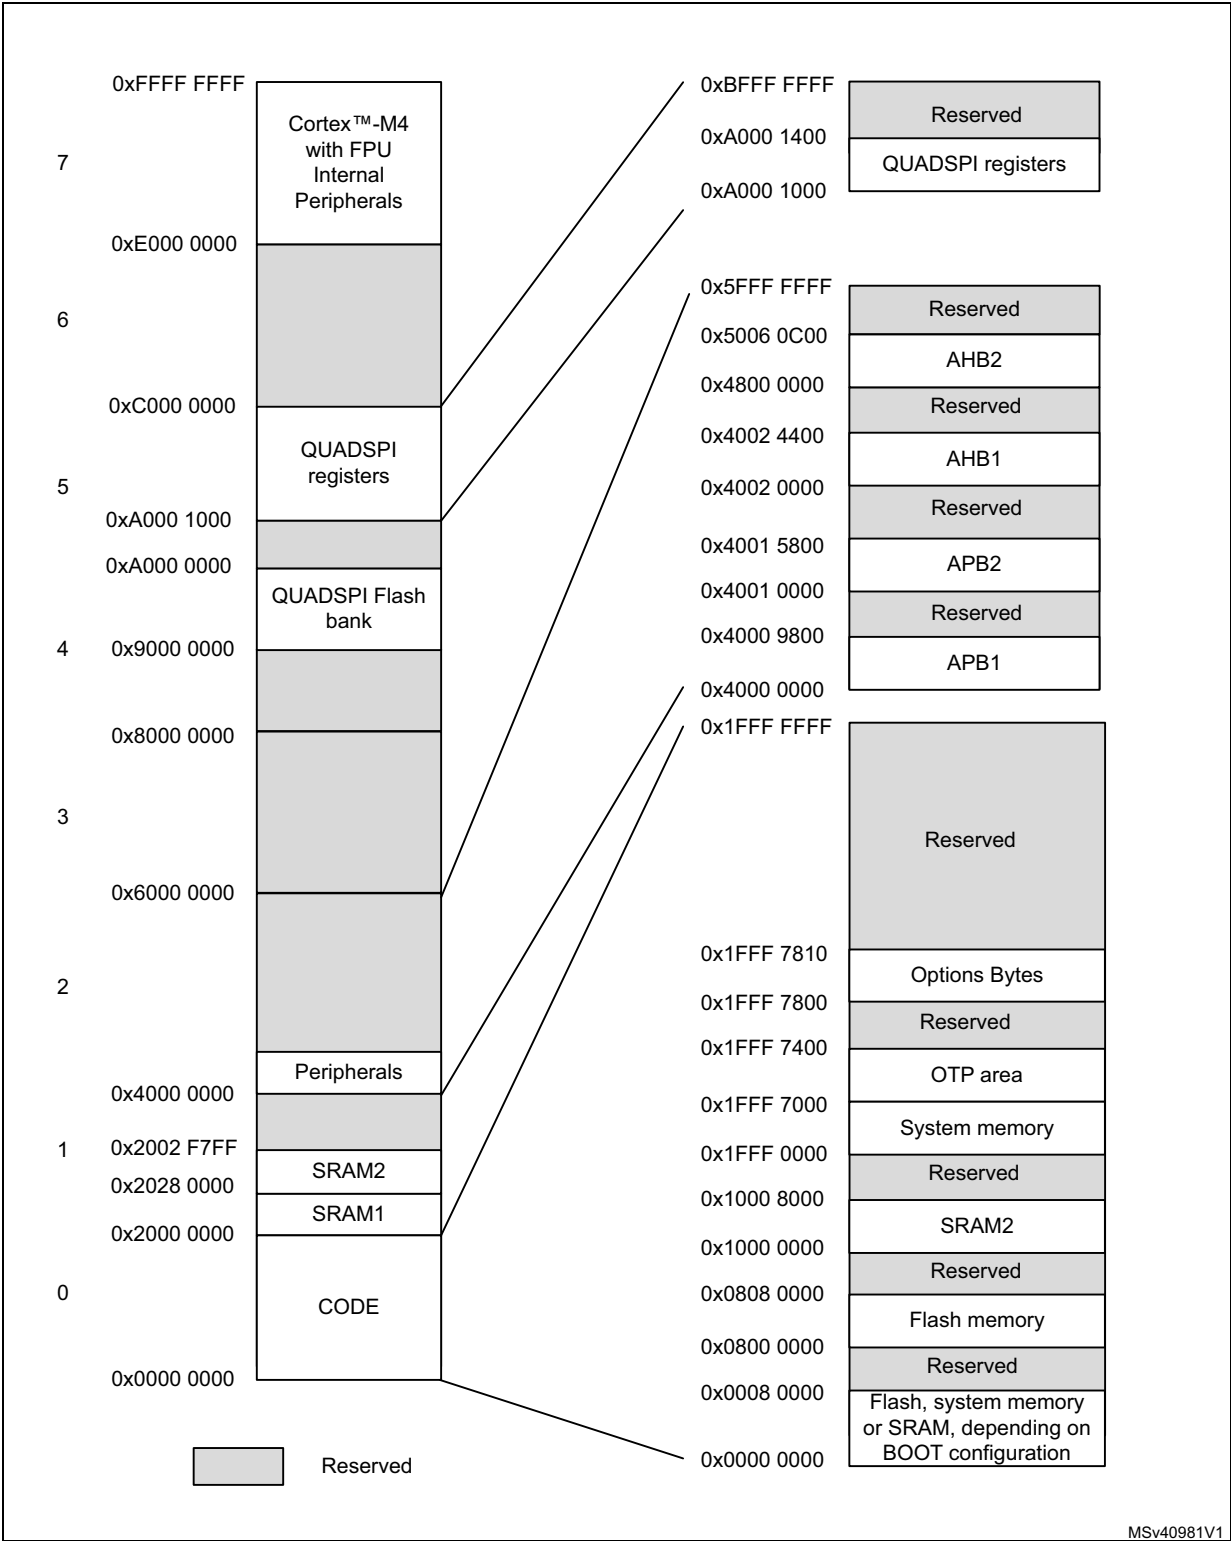 0xFFFF FFFF
Cortex™-M4
with FPU
Internal
Peripherals
7
0xE000 0000
6
0xC000 0000
QUADSPI
registers
5
0xA000 1000
0xA000 0000
QUADSPI Flash
bank
4
0x9000 0000
0x8000 0000
3
0x6000 0000
2
Peripherals
0x4000 0000
1
0x2002 F7FF
SRAM2
0x2028 0000
SRAM1
0x2000 0000
0
CODE
0x0000 0000
Reserved
0xBFFF FFFF
Reserved
0xA000 1400
QUADSPI registers
0xA000 1000
0x5FFF FFFF
Reserved
0x5006 0C00
AHB2
0x4800 0000
Reserved
0x4002 4400
AHB1
0x4002 0000
Reserved
0x4001 5800
APB2
0x4001 0000
Reserved
0x4000 9800
APB1
0x4000 0000
0x1FFF FFFF
Reserved
0x1FFF 7810
Options Bytes
0x1FFF 7800
Reserved
0x1FFF 7400
OTP area
0x1FFF 7000
System memory
0x1FFF 0000
Reserved
0x1000 8000
SRAM2
0x1000 0000
Reserved
0x0808 0000
Flash memory
0x0800 0000
Reserved
0x0008 0000
Flash, system memory
or SRAM, depending on
BOOT configuration
0x0000 0000
MSv40981V1